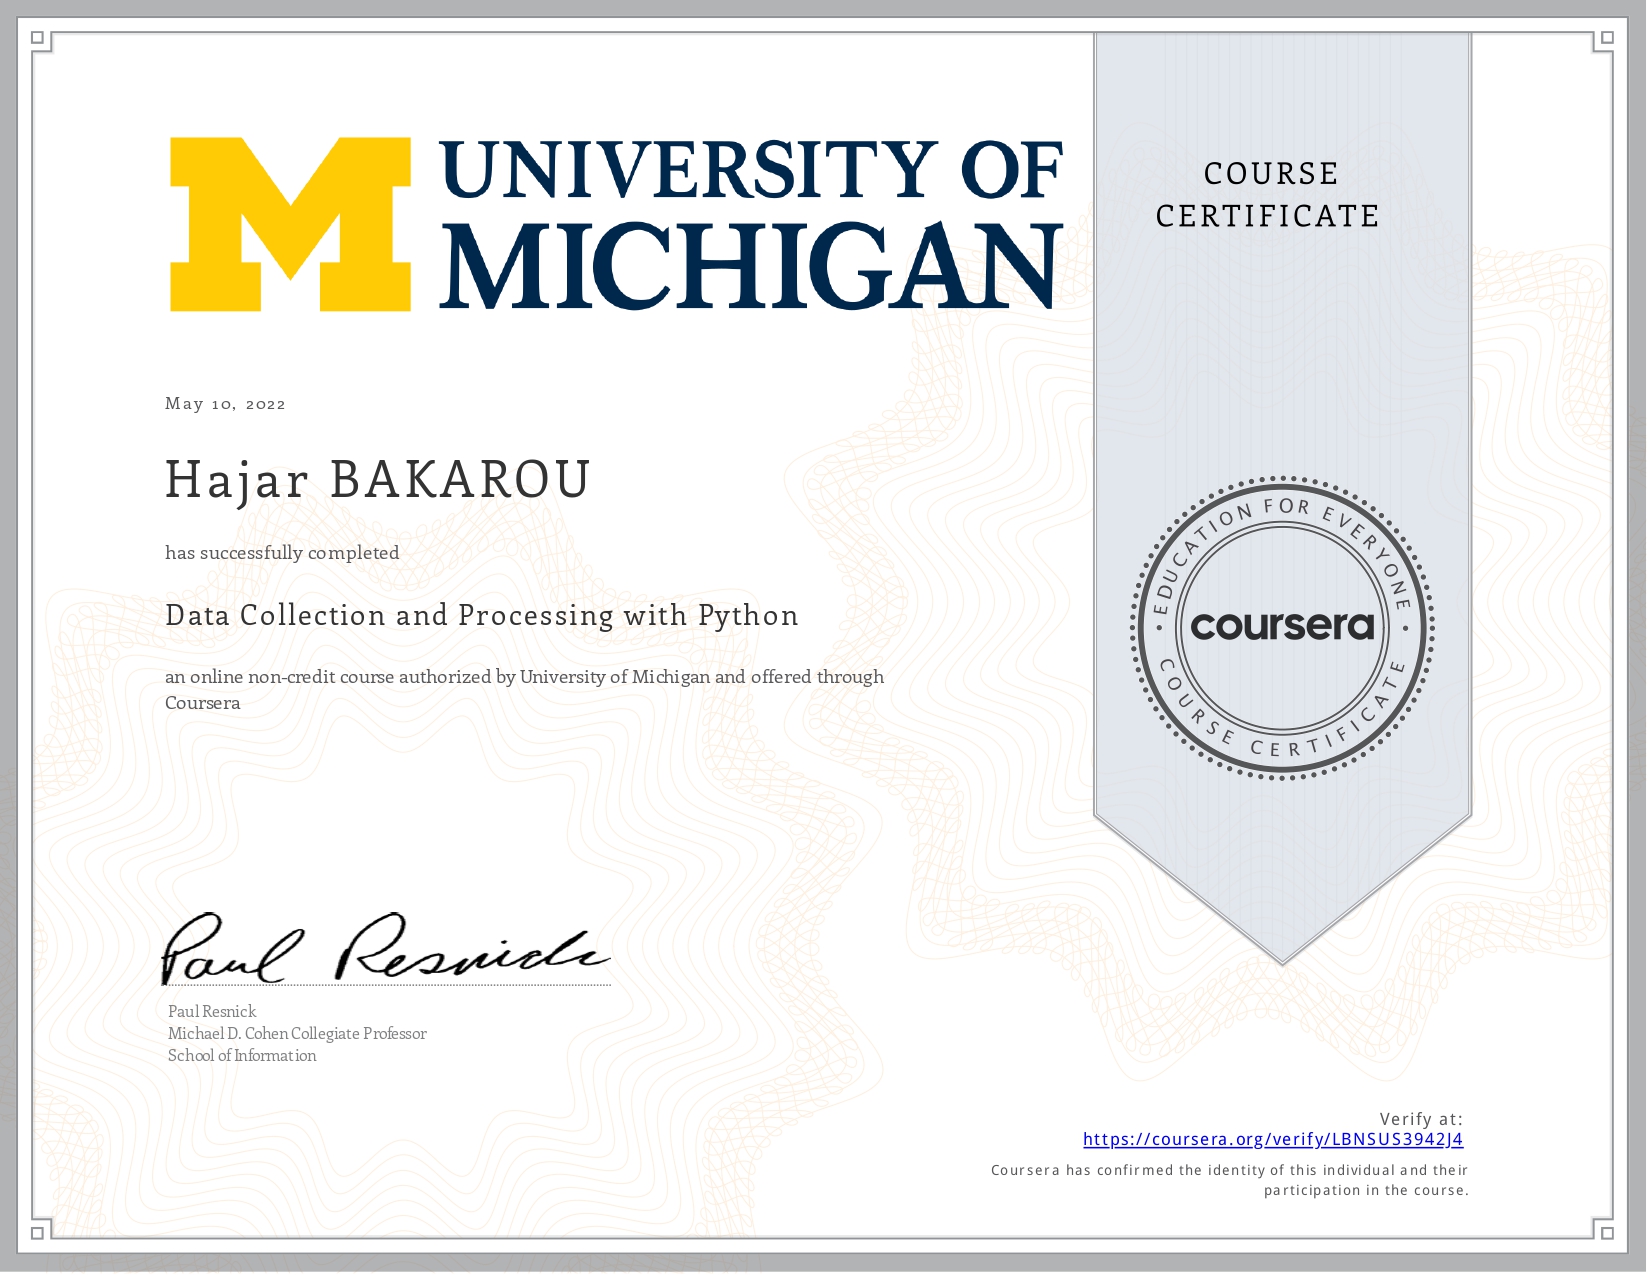 UNIVERSITY OF
MICHIGAN
COURSE
CERTIFICATE
May 10, 2022
Hajar BAKAROU
has successfully completed
Data Collection and Processing with Python
an online non-credit course authorized by University of Michigan and offered through
Coursera
EDUCATION FOR EVERYONE
coursera
COURSE CERTIFICATE
Paul Resnick
Paul Resnick
Michael D. Cohen Collegiate Professor
School of Information
Verify at:
https://coursera.org/verify/LBNSUS3942J4
Coursera has confirmed the identity of this individual and their
participation in the course.